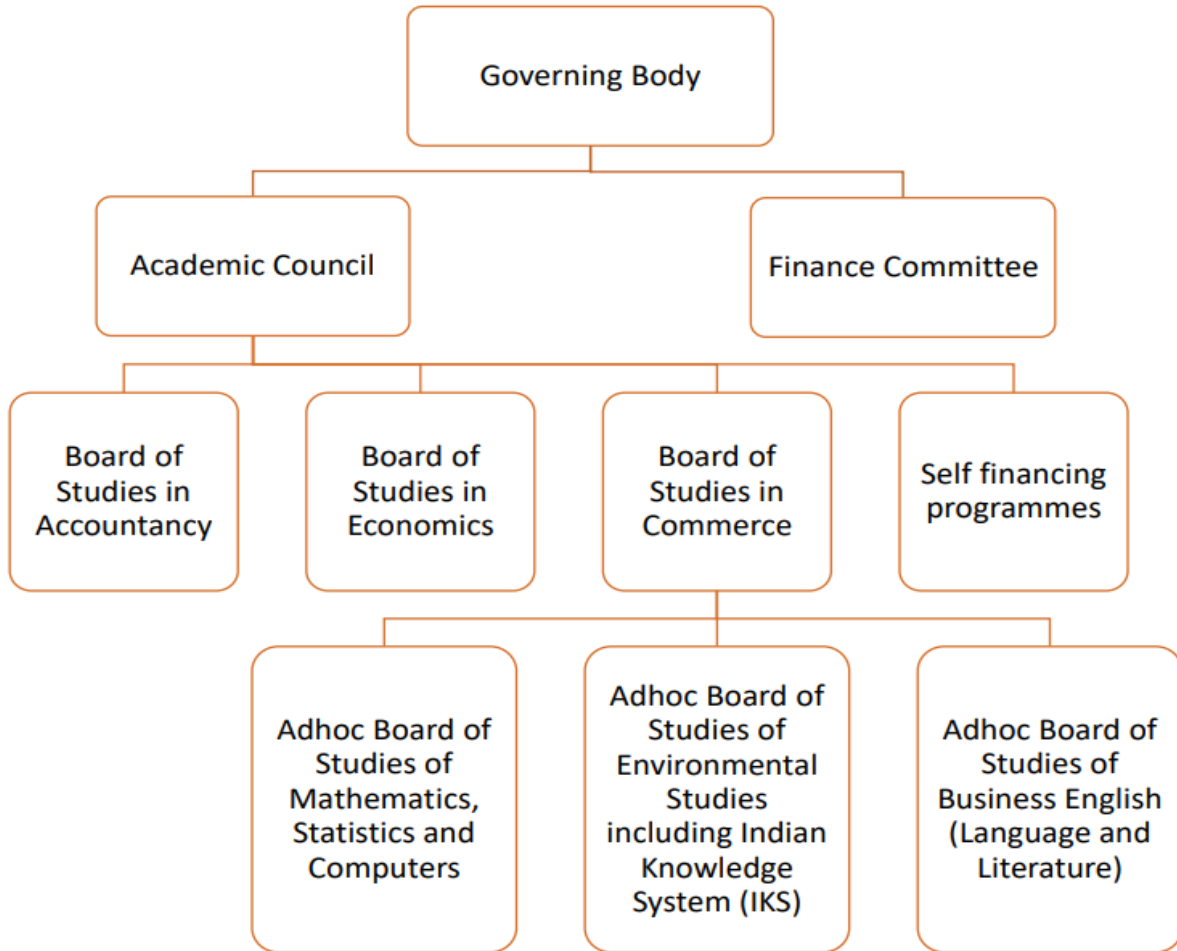 Governing Body
Academic Council
Finance Committee
Board of
Studies in
Accountancy
Board of
Studies in
Economics
Board of
Studies in
Commerce
Self financing
programmes
Adhoc Board of
Studies of
Mathematics,
Statistics and
Computers
Adhoc Board of
Studies of
Environmental
Studies
including Indian
Knowledge
System (IKS)
Adhoc Board of
Studies of
Business English
(Language and
Literature)